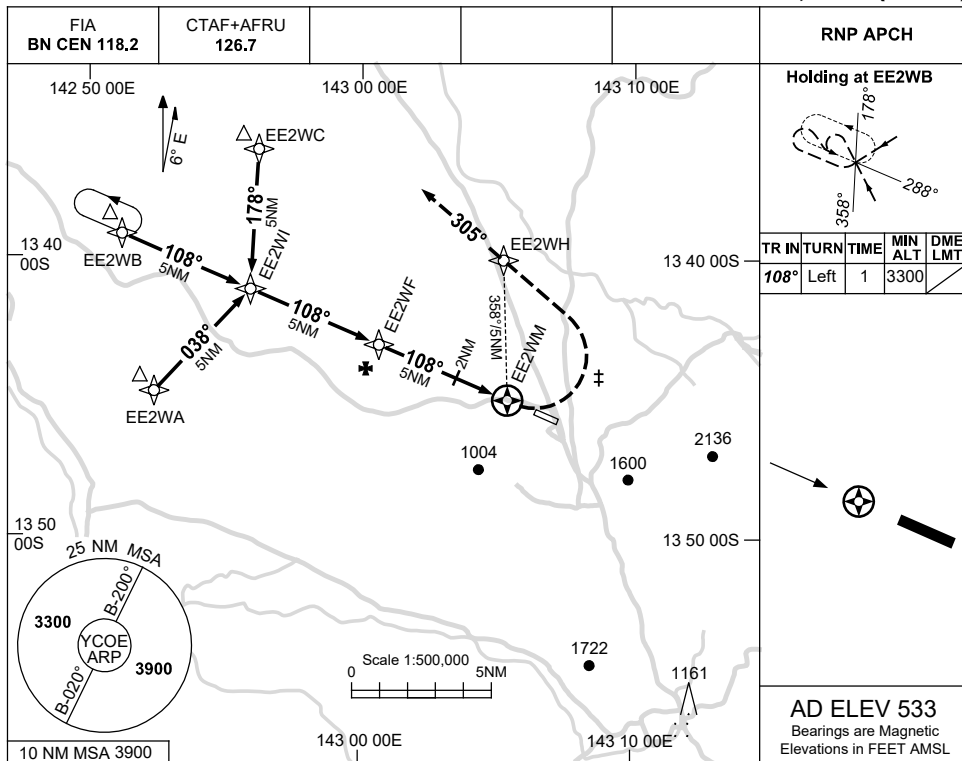 FIA
BN CEN 118.2
CTAF+AFRU
126.7
RNP APCH
142 50 00E
143 00 00E
143 10 00E
6° E
EE2WC
178°
5NM
EE2WB
108°
5NM
EE2WI
13 40
00S
038°
5NM
EE2WA
108°
5NM
EE2WF
108°
5NM
2NM
EE2WM
305°
EE2WH
358°/5NM
13 40 00S
‡
1004
1600
2136
13 50
00S
13 50 00S
25 NM MSA
B-200°
3300
YCOE
ARP
3900
B-020°
10 NM MSA 3900
Scale 1:500,000
0 5NM
1722
1161
143 00 00E
143 10 00E
Holding at EE2WB
178°
288°
358°
TR IN TURN TIME MIN ALT DME LMT
108° Left 1 3300
AD ELEV 533
Bearings are Magnetic
Elevations in FEET AMSL